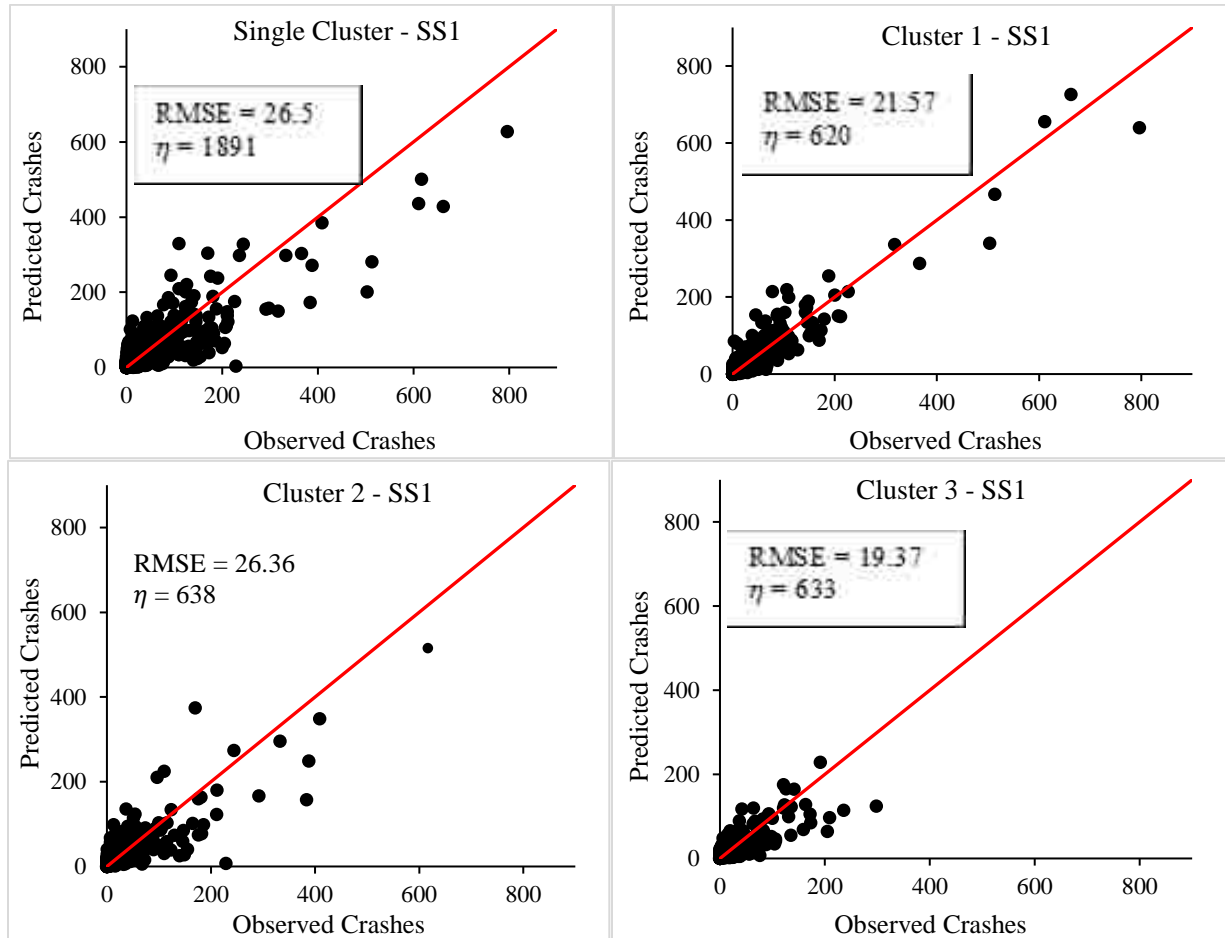 Single Cluster - SS1
RMSE = 26.5
η = 1891
Predicted Crashes
800
600
400
200
0
0 200 400 600 800
Observed Crashes
Cluster 1 - SS1
RMSE = 21.57
η = 620
Predicted Crashes
800
600
400
200
0
0 200 400 600 800
Observed Crashes
Cluster 2 - SS1
RMSE = 26.36
η = 638
Predicted Crashes
800
600
400
200
0
0 200 400 600 800
Observed Crashes
Cluster 3 - SS1
RMSE = 19.37
η = 633
Predicted Crashes
800
600
400
200
0
0 200 400 600 800
Observed Crashes